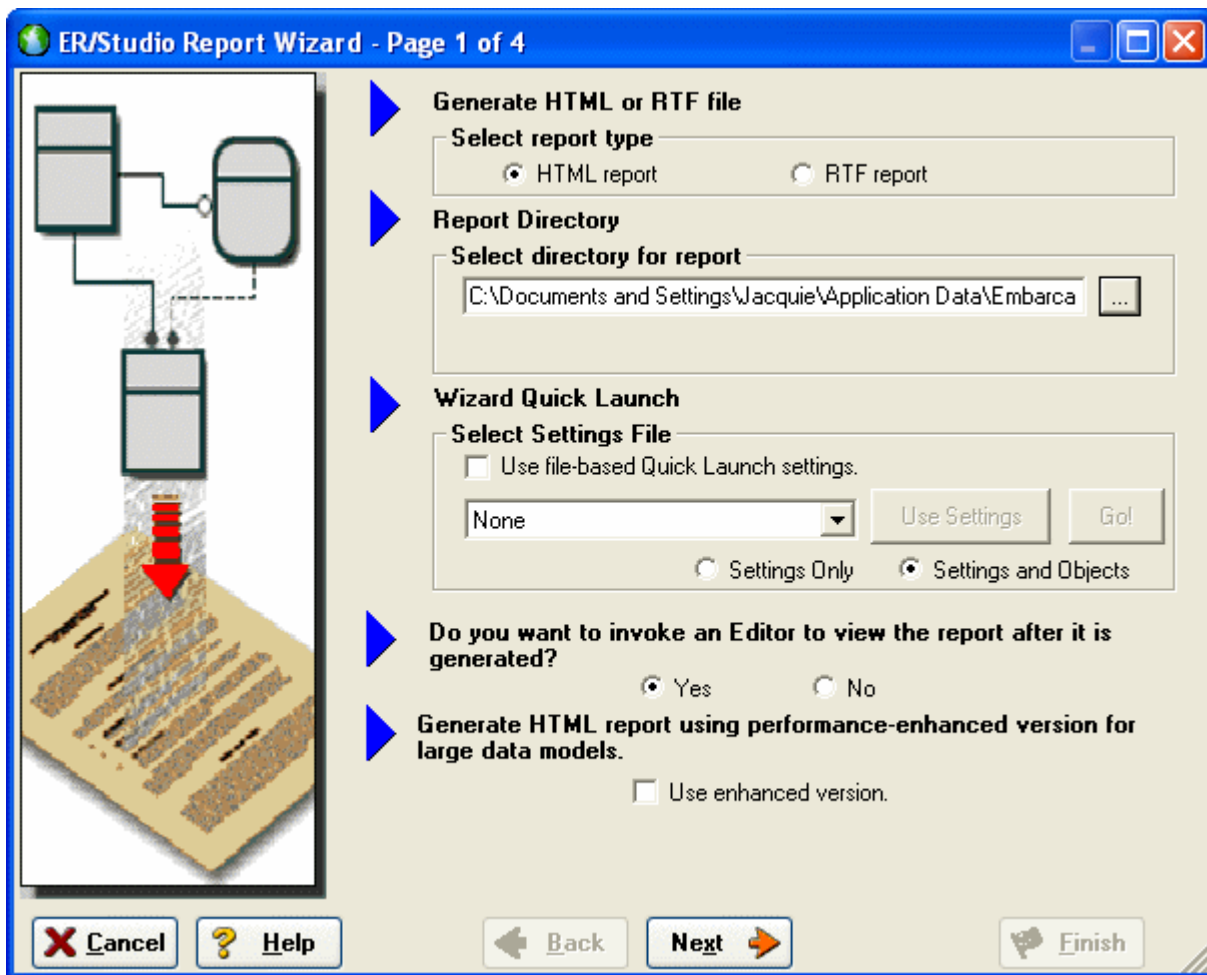 ER/Studio Report Wizard - Page 1 of 4
Generate HTML or RTF file
Select report type
HTML report
RTF report
Report Directory
Select directory for report
C:\Documents and Settings\Jacquie\Application Data\Embarca
...
Wizard Quick Launch
Select Settings File
Use file-based Quick Launch settings.
None
Use Settings
Go!
Settings Only
Settings and Objects
Do you want to invoke an Editor to view the report after it is
generated?
Yes
No
Generate HTML report using performance-enhanced version for
large data models.
Use enhanced version.
Cancel
? Help
Back
Next
Finish